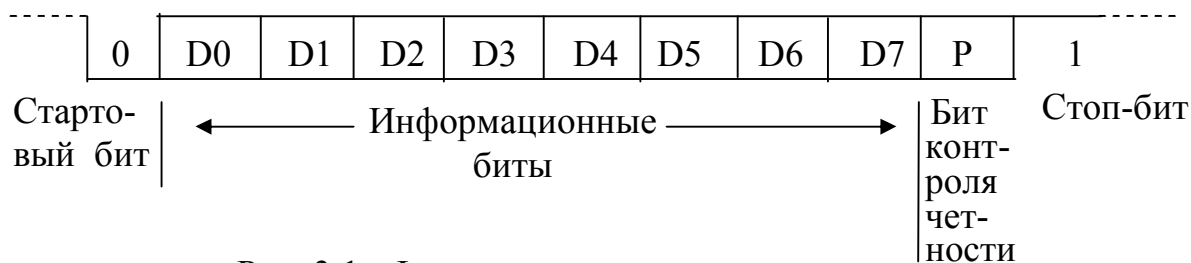 0 D0 D1 D2 D3 D4 D5 D6 D7 P 1
Старто-
вый бит
Информационные
биты
Бит
конт-
роля
чет-
ности
Стоп-бит